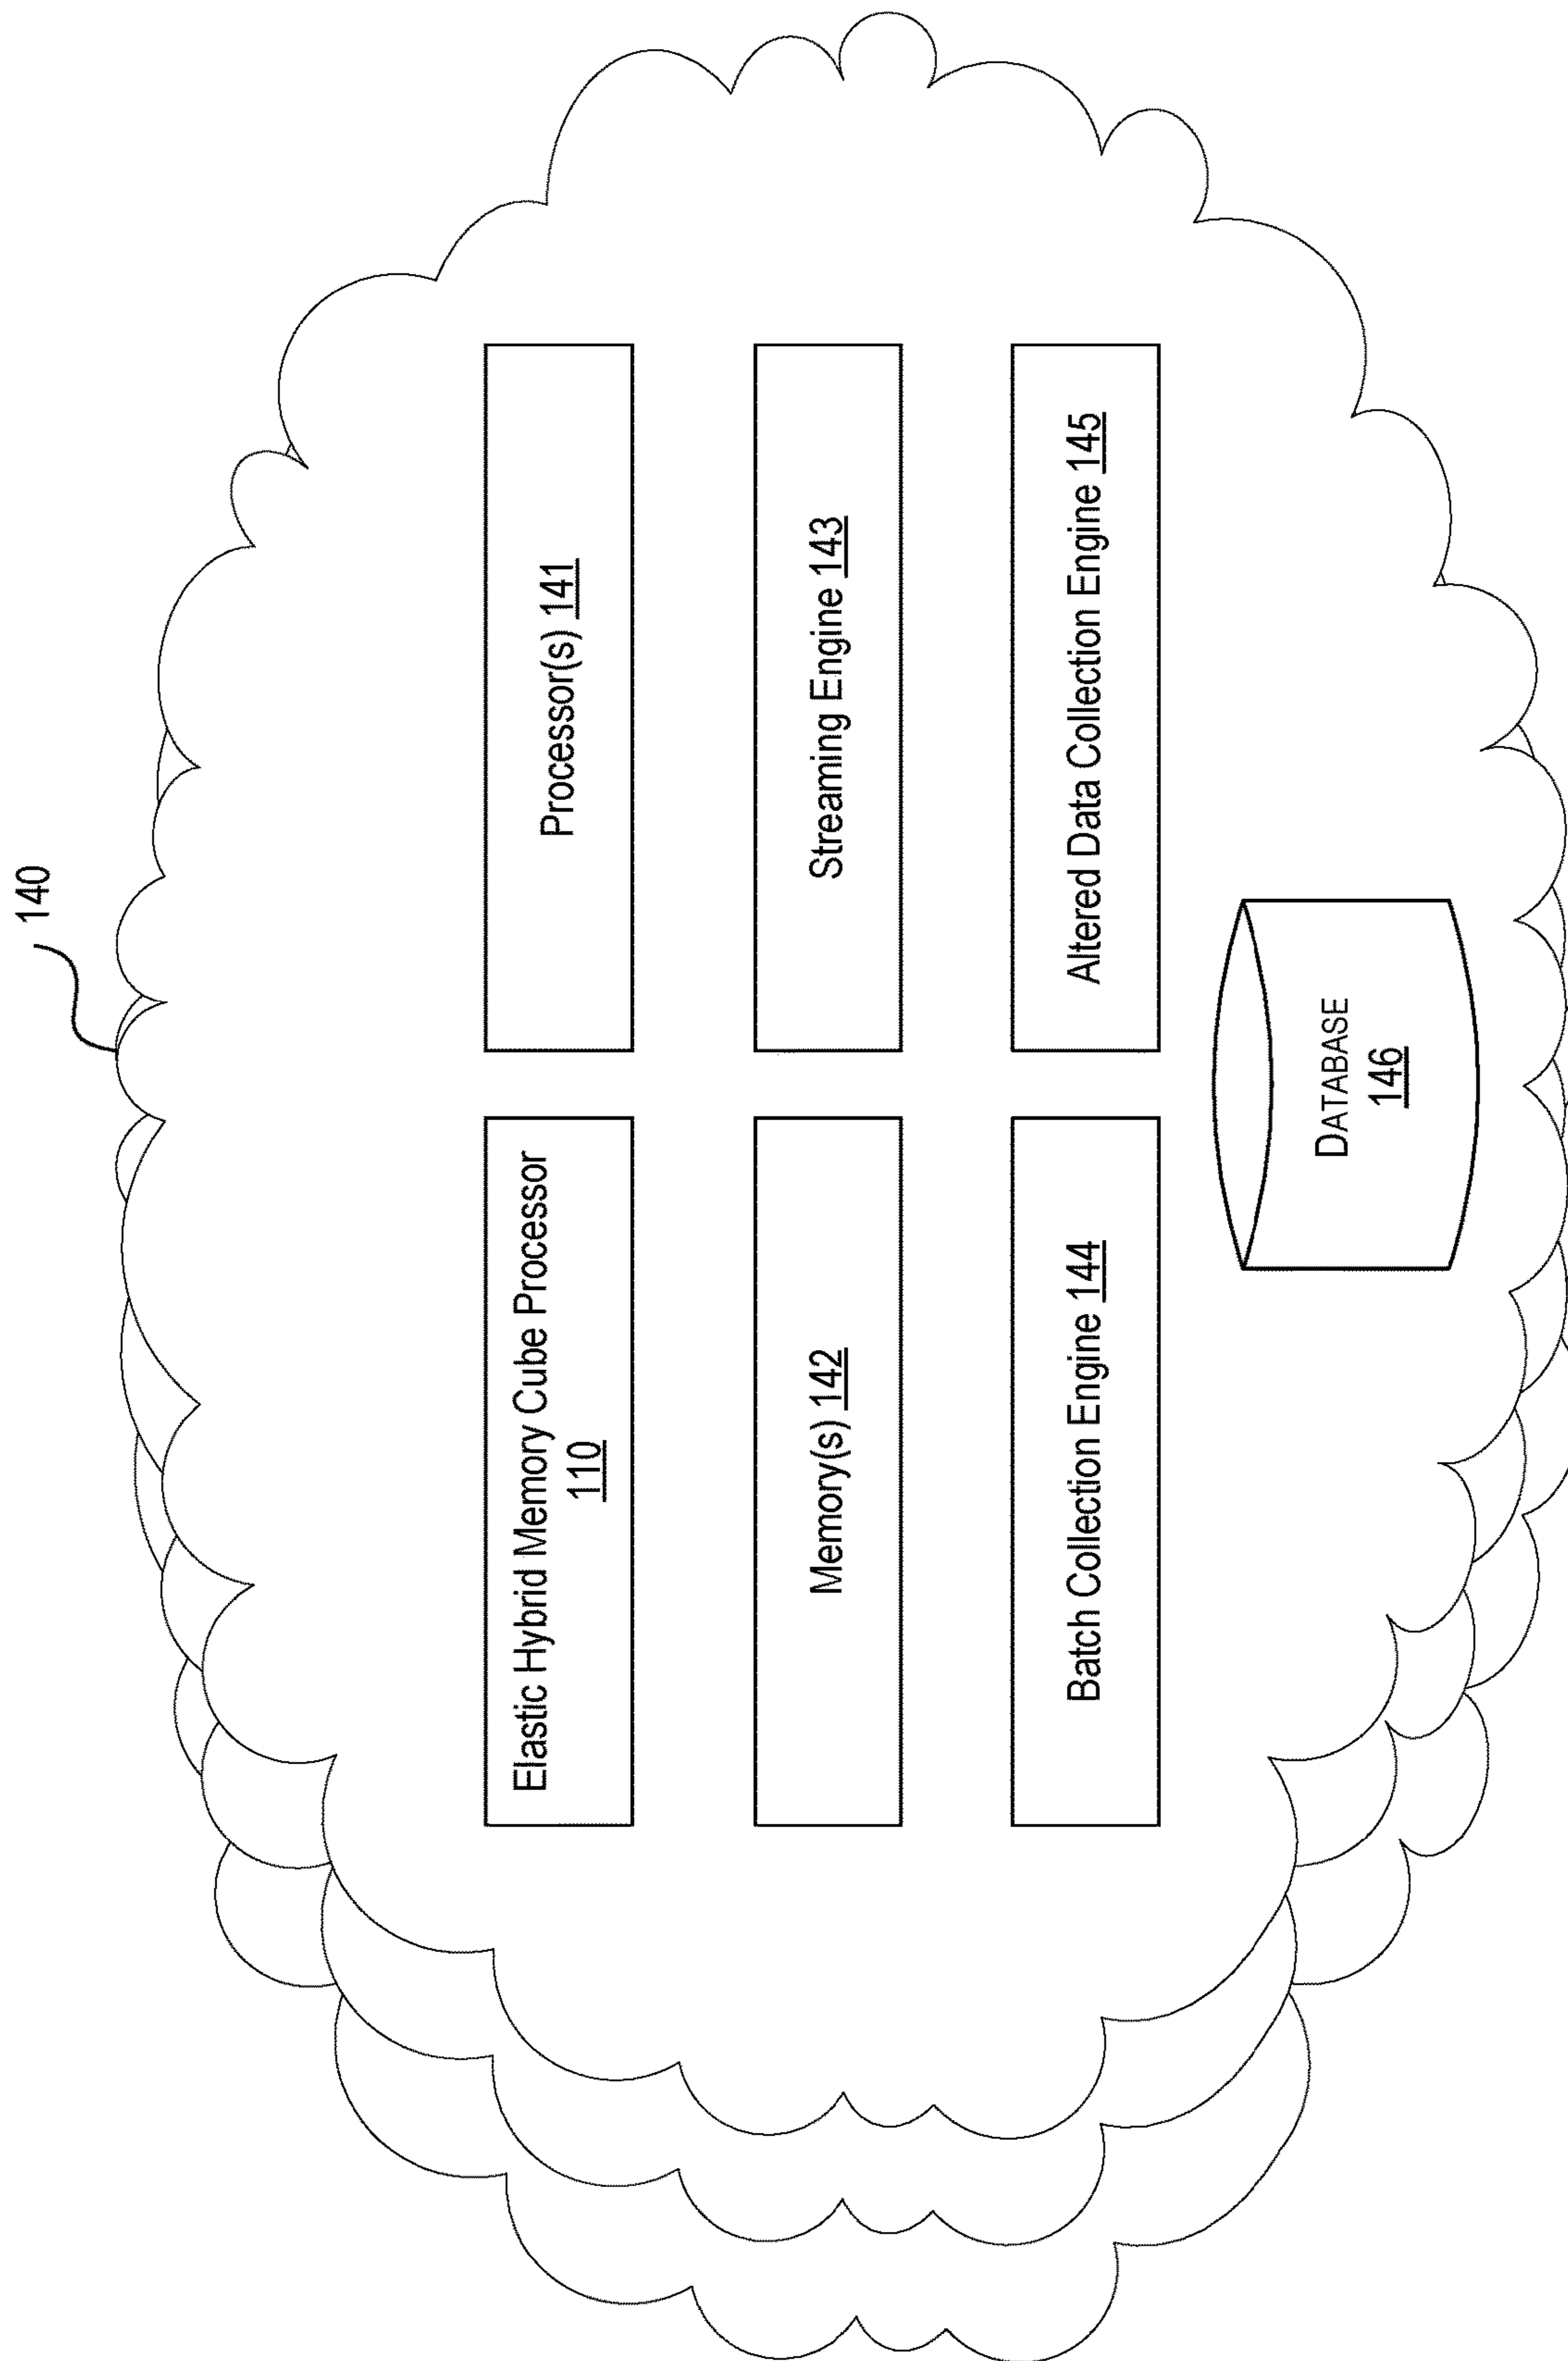 140
Elastic Hybrid Memory Cube Processor
110
Processor(s) 141
Memory(s) 142
Streaming Engine 143
Batch Collection Engine 144
Altered Data Collection Engine 145
DATABASE
146